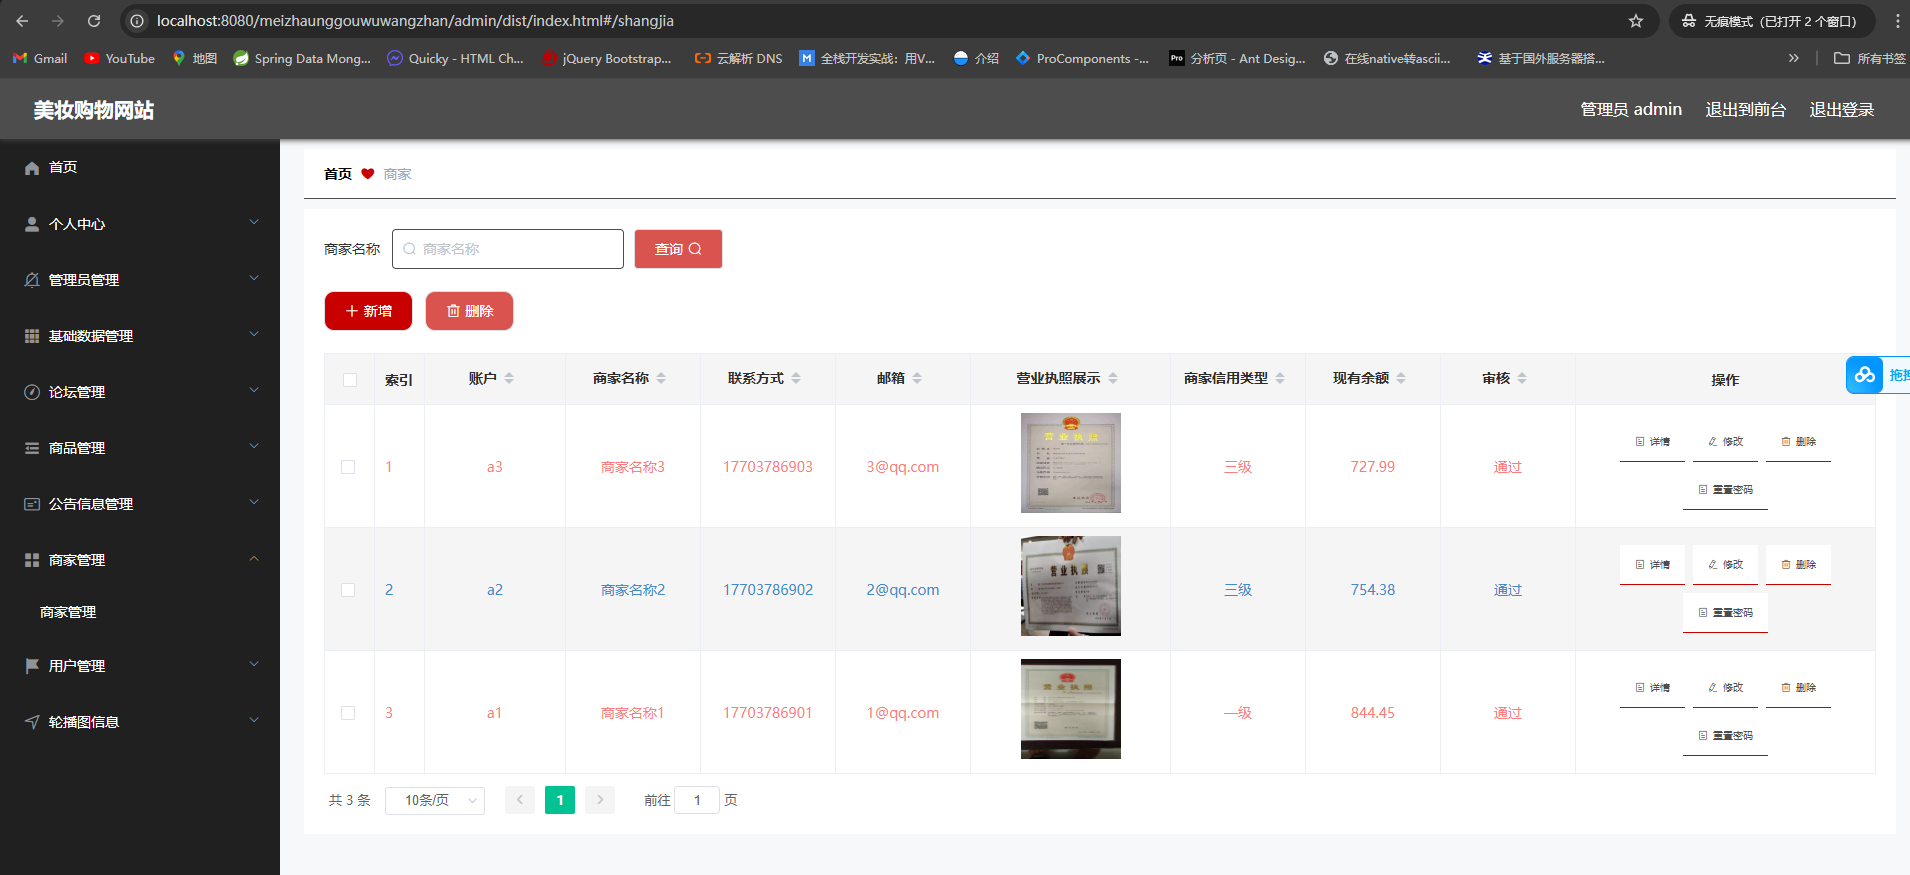 localhost:8080/meizhaunggouwuwangzhan/admin/dist/index.html#/shangjia
无痕模式（已打开 2 个窗口）
Gmail YouTube 地图 Spring Data Mong... Quicky - HTML Ch... jQuery Bootstrap... 云解析 DNS M 全栈开发实战：用V... 介绍 ProComponents -... Pro 分析页 - Ant Desig... 在线native转ascii... 基于国外服务器搭... » 所有书签
美妆购物网站
管理员 admin 退出到前台 退出登录
首页
个人中心
管理员管理
基础数据管理
论坛管理
商品管理
公告信息管理
商家管理
商家管理
用户管理
轮播图信息
首页 商家
商家名称 商家名称 查询
新增 删除
索引 账户 商家名称 联系方式 邮箱 营业执照展示 商家信用类型 现有余额 审核 操作
1 a3 商家名称3 17703786903 3@qq.com 营业执照 三级 727.99 通过 详情 修改 删除
重置密码
2 a2 商家名称2 17703786902 2@qq.com 营业执照 三级 754.38 通过 详情 修改 删除
重置密码
3 a1 商家名称1 17703786901 1@qq.com 营业执照 一级 844.45 通过 详情 修改 删除
重置密码
共 3 条 10条/页 1 前往 1 页
拖拽